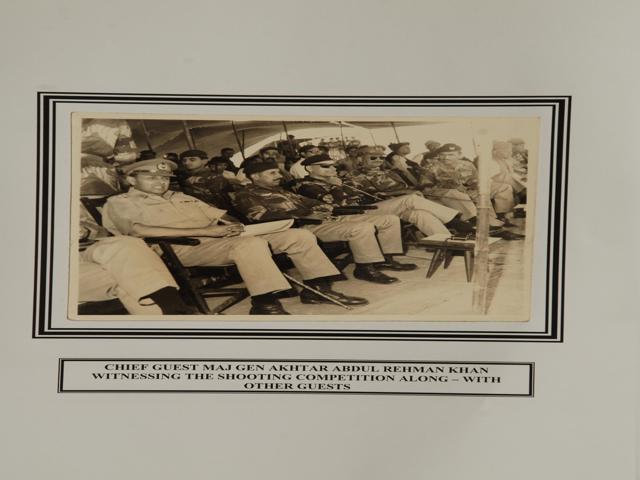 CHIEF GUEST MAJ GEN AKHTAR ABDUL REHMAN KHAN
WITNESSING THE SHOOTING COMPETITION ALONG – WITH
OTHER GUESTS